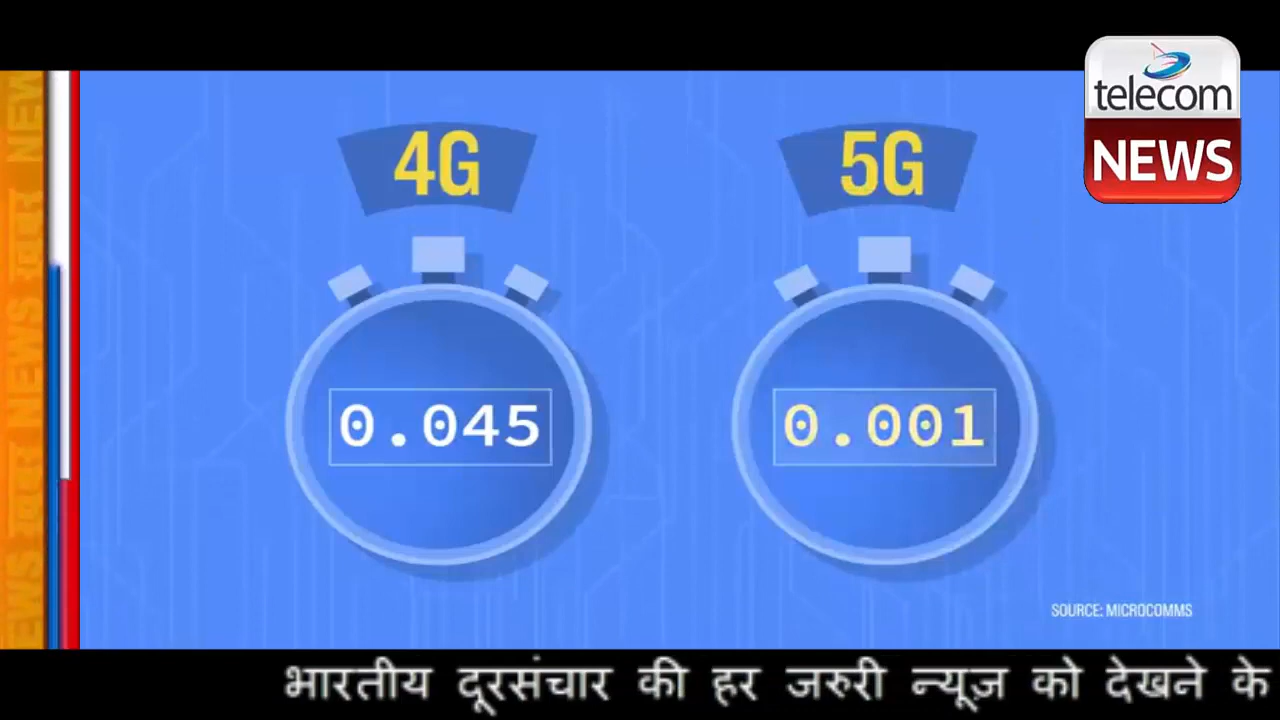 telecom
NEWS
4G
5G
0.045
0.001
SOURCE: MICROCOMMS
भारतीय दूरसंचार की हर जरुरी न्यूज़ को देखने के